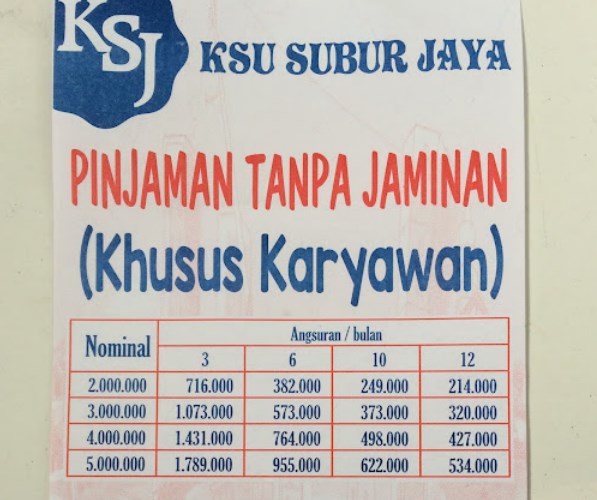 KSJ
KSU SUBUR JAYA
PINJAMAN TANPA JAMINAN
(Khusus Karyawan)
Nominal Angsuran / bulan
3 6 10 12
2.000.000 716.000 382.000 249.000 214.000
3.000.000 1.073.000 573.000 373.000 320.000
4.000.000 1.431.000 764.000 498.000 427.000
5.000.000 1.789.000 955.000 622.000 534.000